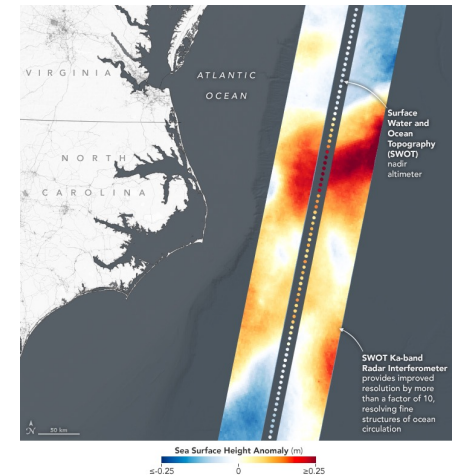 VIRGINIA
ATLANTIC
OCEAN
Surface
Water and
Ocean
Topography
(SWOT)
nadir
altimeter
NORTH
CAROLINA
SWOT Ka-band
Radar Interferometer
provides improved
resolution by more
than a factor of 10,
resolving fine
structures of ocean
circulation
N 50 km
Sea Surface Height Anomaly (m)
≤-0.25 0 ≥0.25